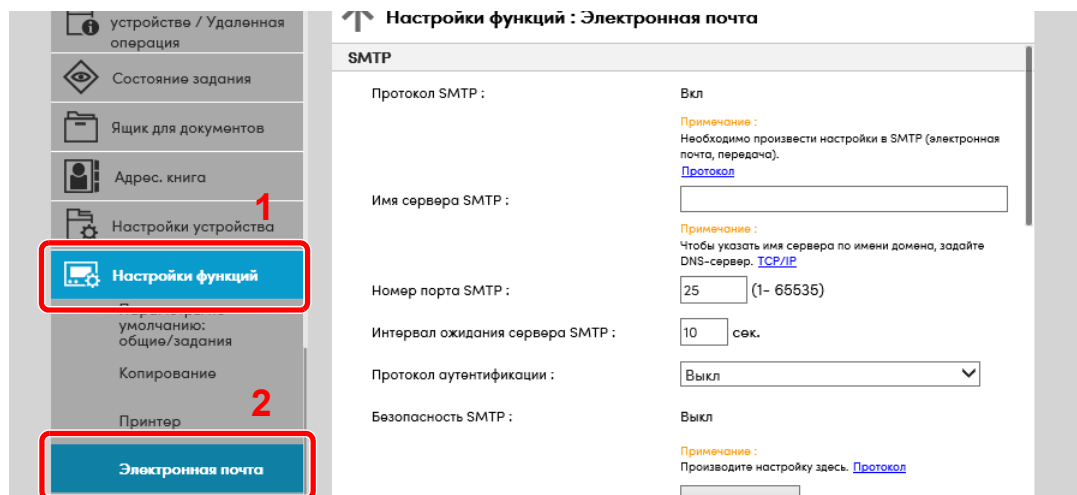 устройстве / Удаленная
операция
Состояние задания
Ящик для документов
Адрес. книга
1
Настройки устройства
Настройки функций
умолчанию:
общие/задания
Копирование
2
Принтер
Электронная почта
Настройки функций : Электронная почта
SMTP
Протокол SMTP :
Вкл
Примечание :
Необходимо произвести настройки в SMTP (электронная
почта, передача).
Протокол
Имя сервера SMTP :
Примечание :
Чтобы указать имя сервера по имени домена, задайте
DNS-сервер. TCP/IP
Номер порта SMTP :
25 (1- 65535)
Интервал ожидания сервера SMTP :
10 сек.
Протокол аутентификации :
Выкл
Безопасность SMTP :
Выкл
Примечание :
Производите настройку здесь. Протокол